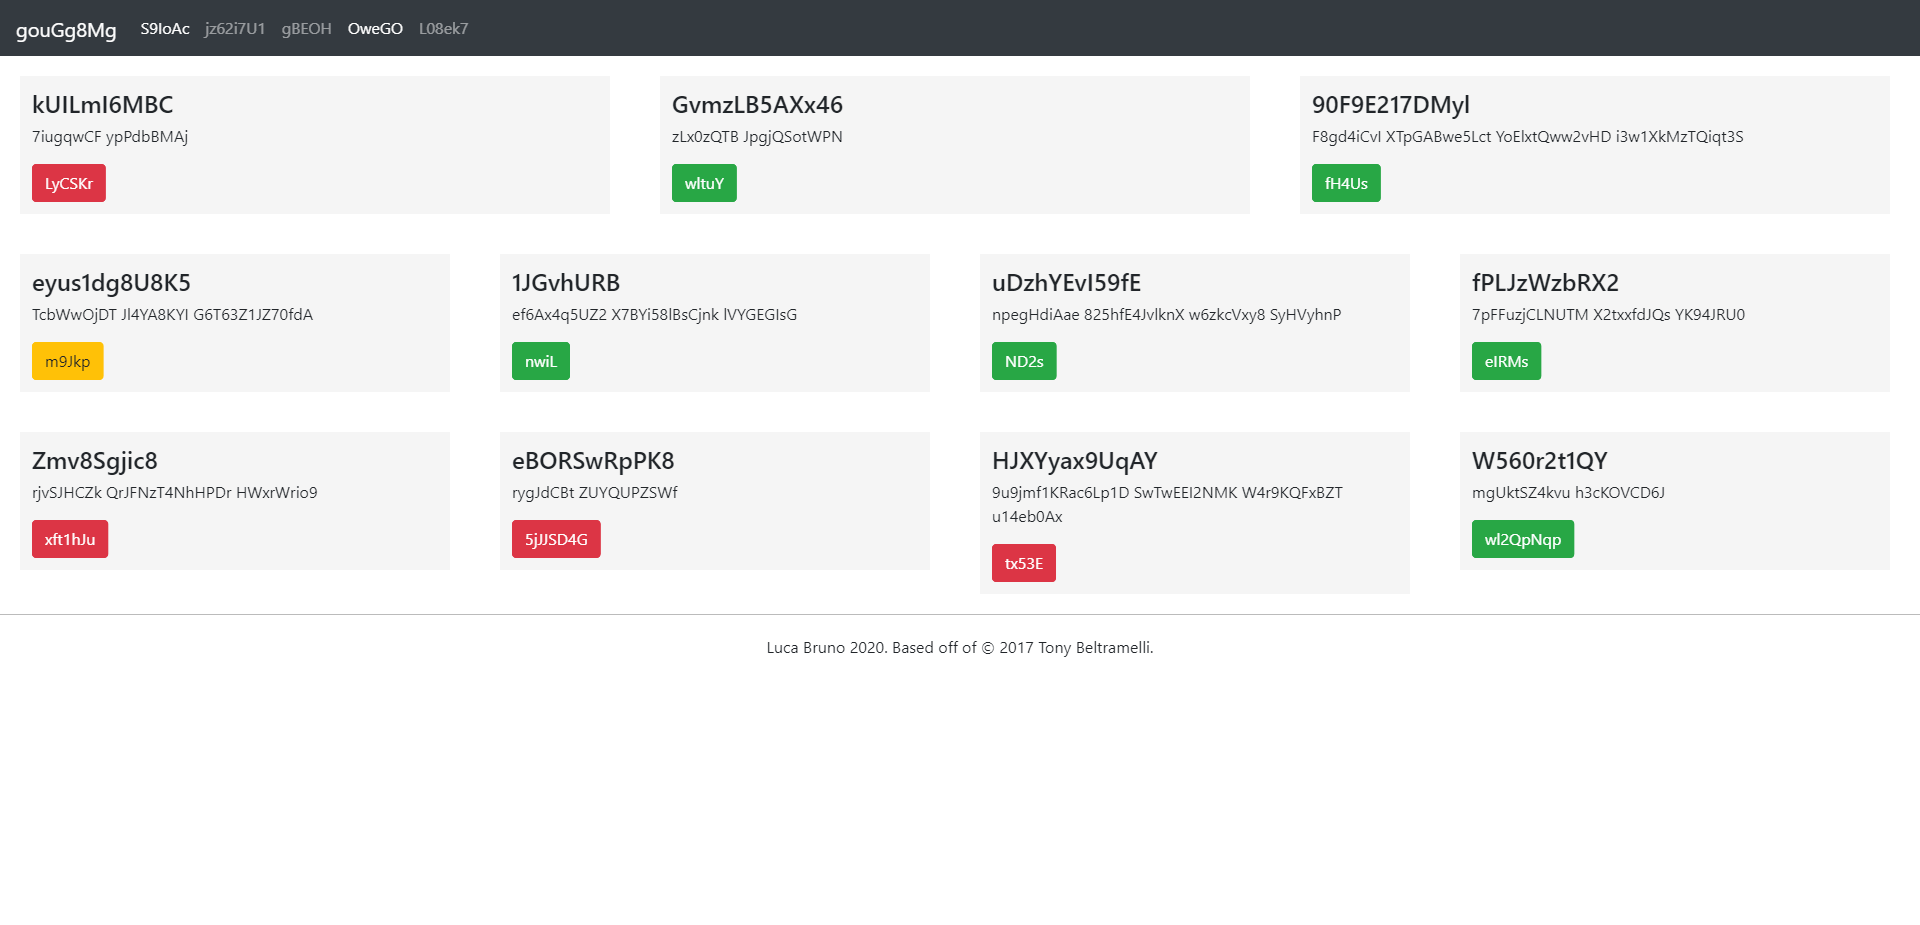 gouGg8Mg S9IoAc jz62i7U1 gBEOH OweGO L08ek7
kUILmI6MBC
7iugqwCF ypPdbBMAj
LyCSKr
GvmzLB5AXx46
zLx0zQTB JpgjQSotWPN
wItuY
90F9E217DMyl
F8gd4iCvI XTpGABwe5Lct YoElxtQww2vHD i3w1XkMzTQiqt3S
fH4Us
eyus1dg8U8K5
TcbWwOjDT Jl4YA8KYI G6T63Z1JZ70fdA
m9Jkp
1JGvhURB
ef6Ax4q5UZ2 X7BYi58lBsCjnk lVYGEGIsG
nwiL
uDzhYEvI59fE
npegHdiAae 825hfE4JvlknX w6zkcVxy8 SyHVyhnP
ND2s
fPLJzWzbRX2
7pFFuzjCLNUTM X2txxfdJQs YK94JRU0
eIRMs
Zmv8Sgjic8
rjvSJHCZk QrJFNzT4NhHPDr HWxrWrio9
xft1hJu
eBORSwRpPK8
rygJdCBt ZUYQUPZSWf
5jJJSD4G
HJXYyax9UqAY
9u9jmf1KRac6Lp1D SwTwEEI2NMK W4r9KQFxBZT
u14eb0Ax
tx53E
W560r2t1QY
mgUktSZ4kvu h3cKOVCD6J
wl2QpNqp
Luca Bruno 2020. Based off of © 2017 Tony Beltramelli.